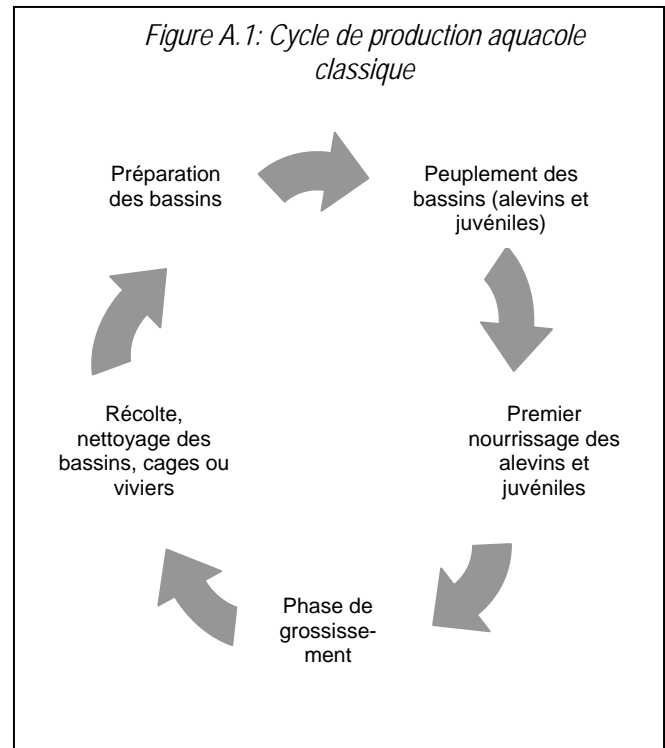 Figure A.1: Cycle de production aquacole
classique
Préparation
des bassins
Peuplement des
bassins (alevins et
juvéniles)
Premier
nourrissage des
alevins et
juvéniles
Phase de
grossisse-
ment
Récolte,
nettoyage des
bassins, cages ou
viviers